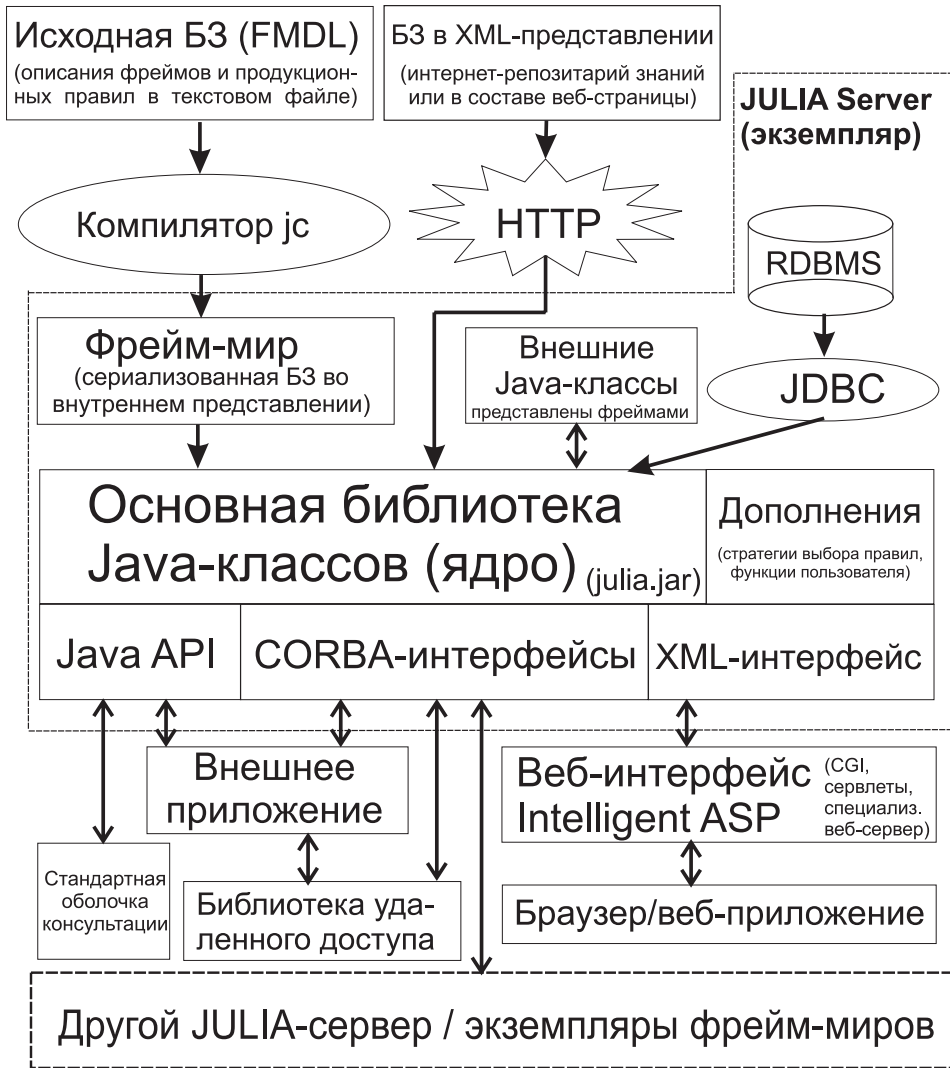 Исходная БЗ (FMDL)
(описания фреймов и продукцион-
ных правил в текстовом файле)
БЗ в XML-представлении
(интернет-репозитарий знаний
или в составе веб-страницы)
JULIA Server
(экземпляр)
Компилятор jc
HTTP
RDBMS
Фрейм-мир
(сериализованная БЗ во
внутреннем представлении)
Внешние
Java-классы
представлены фреймами
JDBC
Основная библиотека
Java-классов (ядро) (julia.jar)
Дополнения
(стратегии выбора правил,
функции пользователя)
Java API
CORBA-интерфейсы
XML-интерфейс
Внешнее
приложение
Веб-интерфейс
Intelligent ASP
(CGI,
сервлеты,
специализ.
веб-сервер)
Стандартная
оболочка
консультации
Библиотека уда-
ленного доступа
Браузер/веб-приложение
Другой JULIA-сервер / экземпляры фрейм-миров